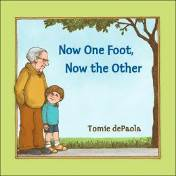 Now One Foot,
Now the Other
Tomie dePaola